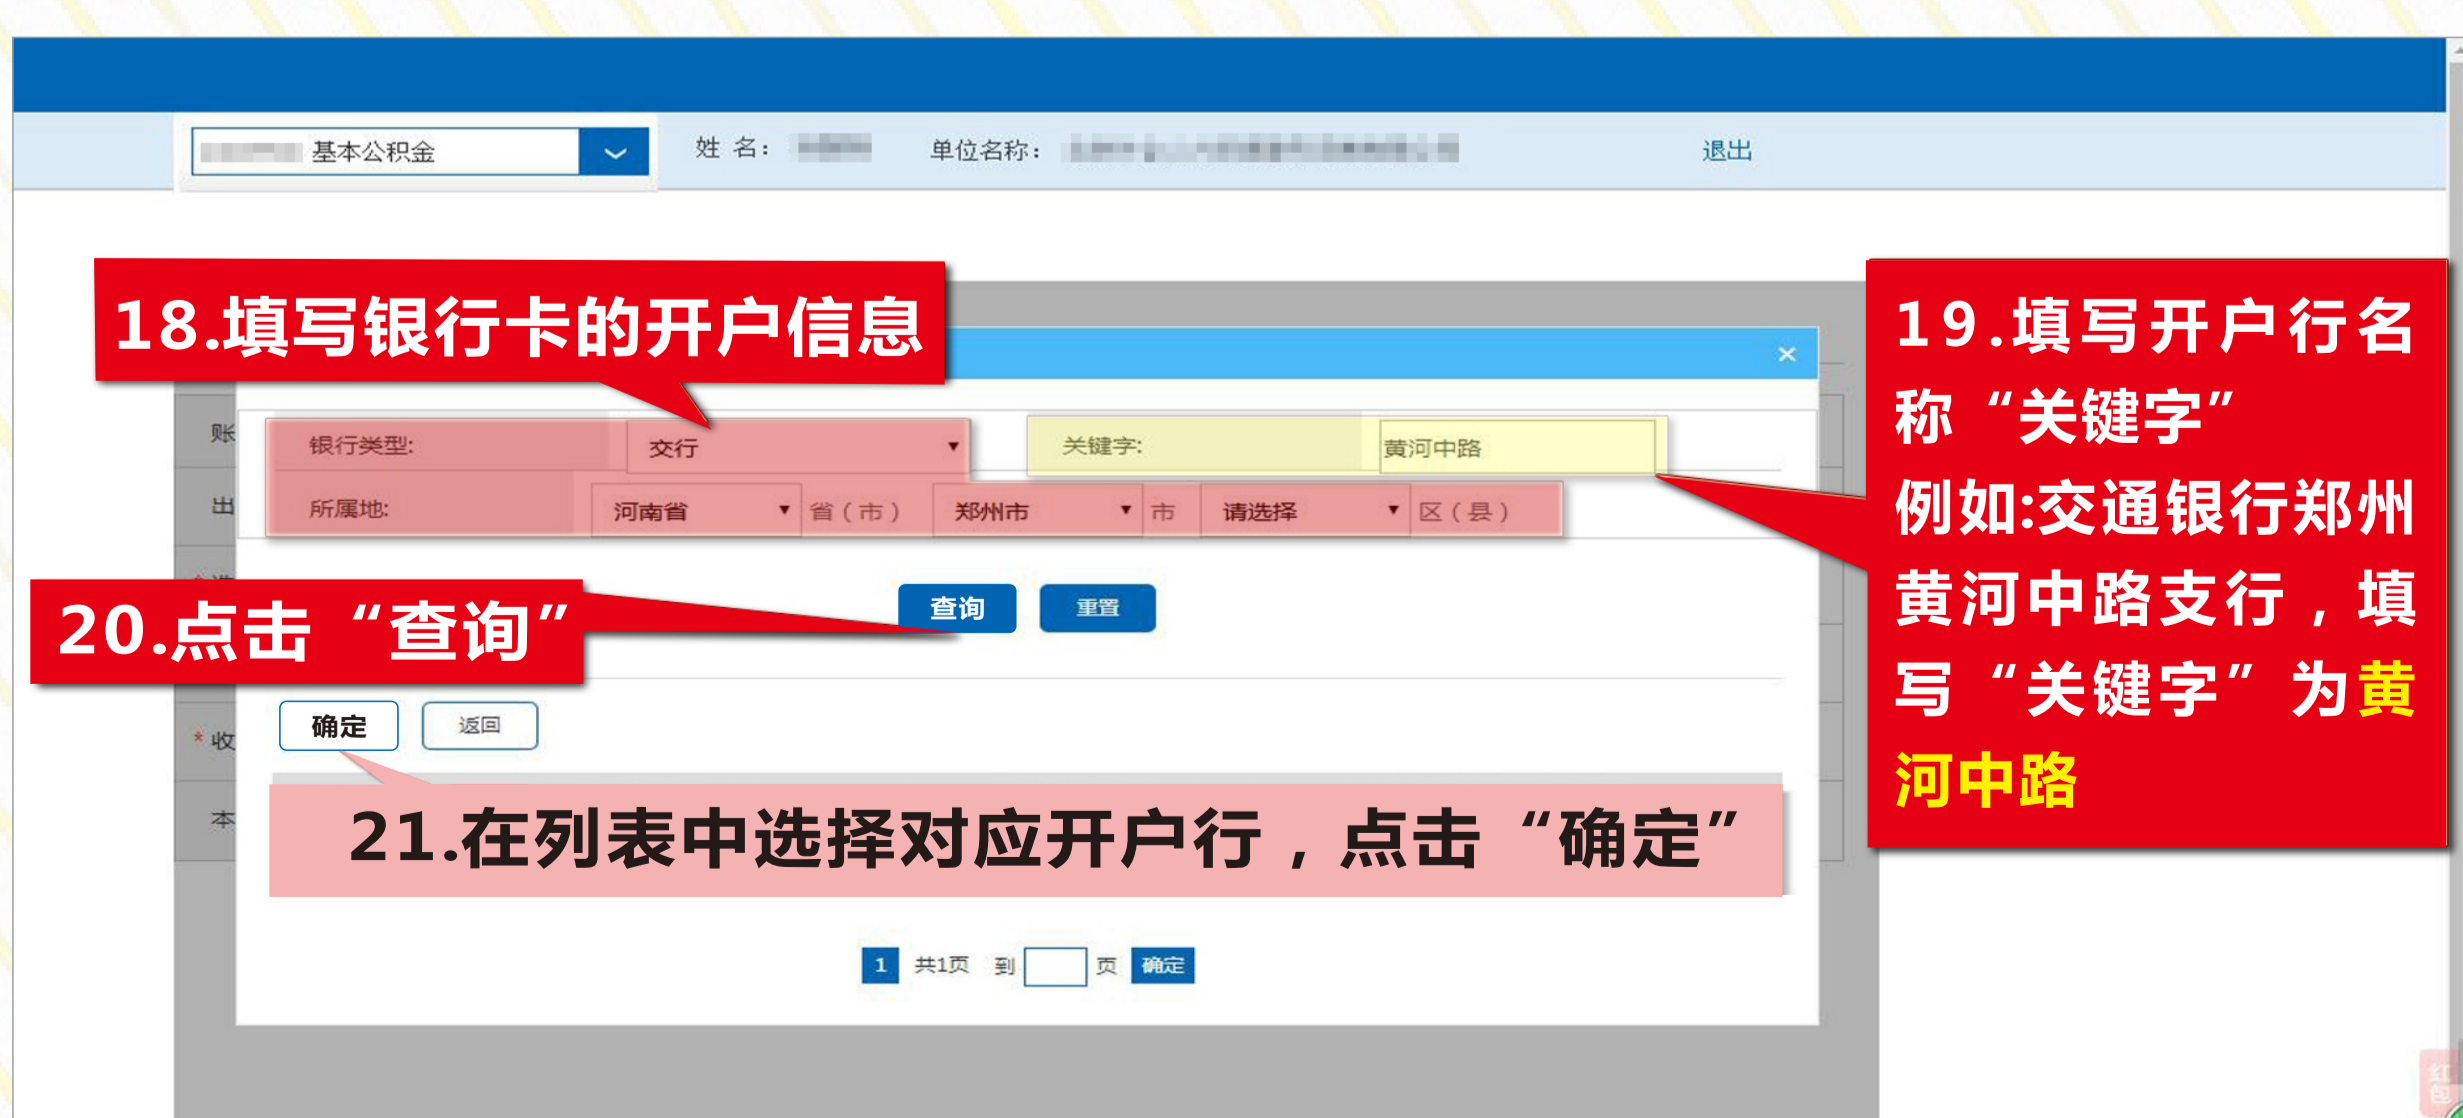 基本公积金
姓 名：
单位名称：
退出
18.填写银行卡的开户信息
19.填写开户行名
称“关键字”
例如:交通银行郑州
黄河中路支行，填
写“关键字”为黄
河中路
×
账
银行类型:
交行
关键字:
黄河中路
出
所属地:
河南省
省（市）
郑州市
市
请选择
区（县）
20.点击“查询”
查询
重置
* 收
确定
返回
本
21.在列表中选择对应开户行，点击“确定”
1 共1页 到 页 确定
红
包